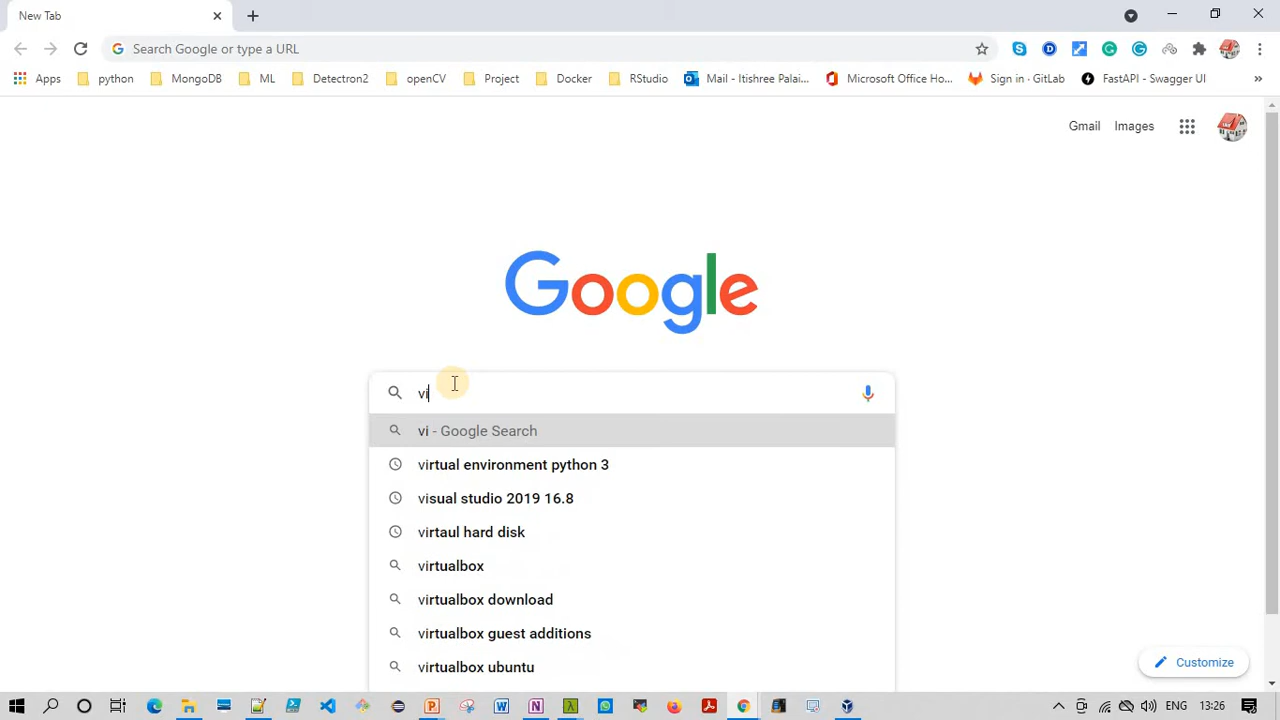 New Tab
Search Google or type a URL
Apps python MongoDB ML Detectron2 openCV Project Docker RStudio Mail - Itishree Palai... Microsoft Office Ho... Sign in · GitLab FastAPI - Swagger UI »
Gmail Images
Google
vi
vi - Google Search
virtual environment python 3
visual studio 2019 16.8
virtaul hard disk
virtualbox
virtualbox download
virtualbox guest additions
virtualbox ubuntu
Customize
ENG 13:26